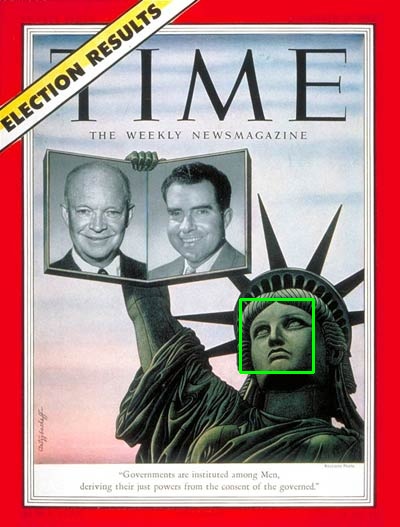 ELECTION RESULTS
TIME
THE WEEKLY NEWSMAGAZINE
"Governments are instituted among Men,
deriving their just powers from the consent of the governed."